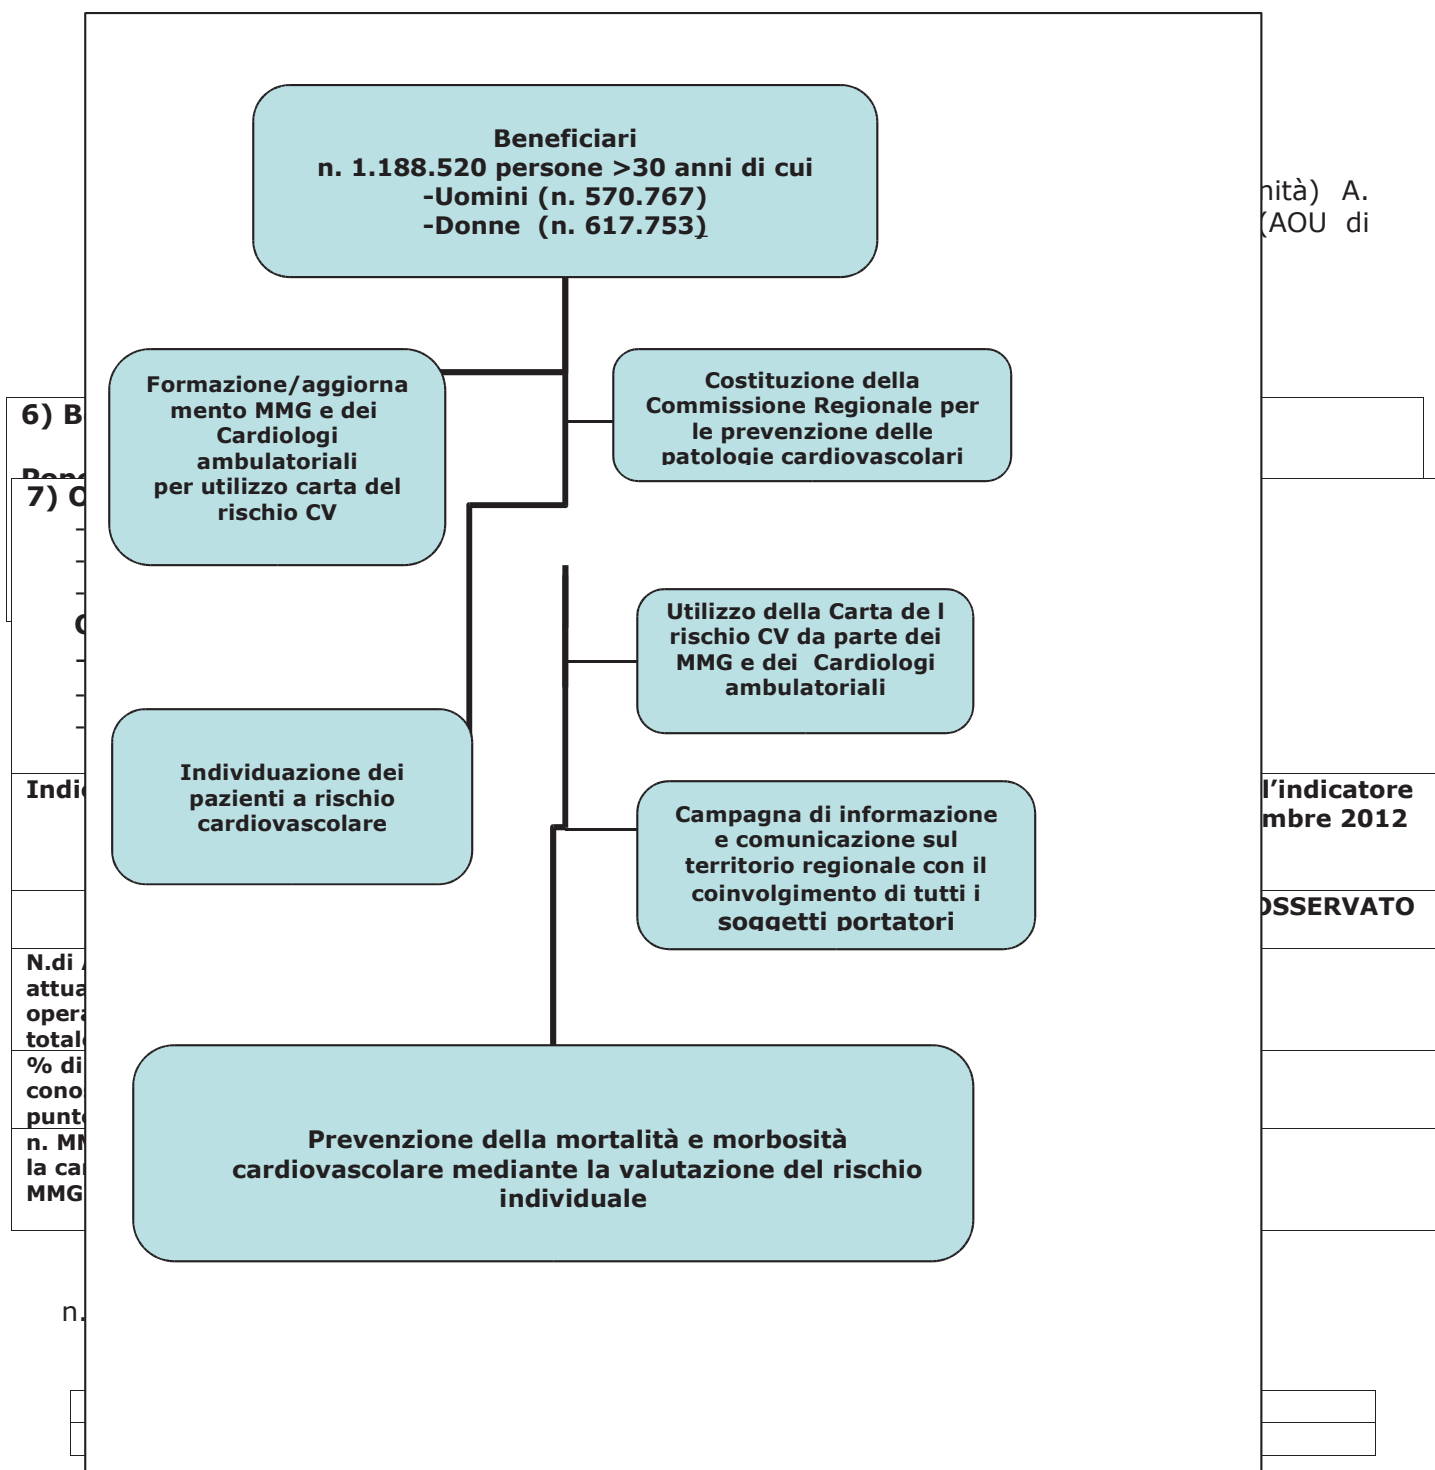 Beneficiari
n. 1.188.520 persone >30 anni di cui
-Uomini (n. 570.767)
-Donne (n. 617.753)
A.
(AOU di
Formazione/aggiorna
mento MMG e dei
Cardiologi
ambulatoriali
per utilizzo carta del
rischio CV
Costituzione della
Commissione Regionale per
le prevenzione delle
patologie cardiovascolari
6) B
7) O
-
-
-
-
-
-
Utilizzo della Carta de l
rischio CV da parte dei
MMG e dei Cardiologi
ambulatoriali
Individuazione dei
pazienti a rischio
cardiovascolare
Campagna di informazione
e comunicazione sul
territorio regionale con il
coinvolgimento di tutti i
soggetti portatori
l’indicatore
mbre 2012
OSSERVATO
N.di
attua
opera
totale
% di
cono
punto
n. MM
la car
MMG
Prevenzione della mortalità e morbosità
cardiovascolare mediante la valutazione del rischio
individuale
n.